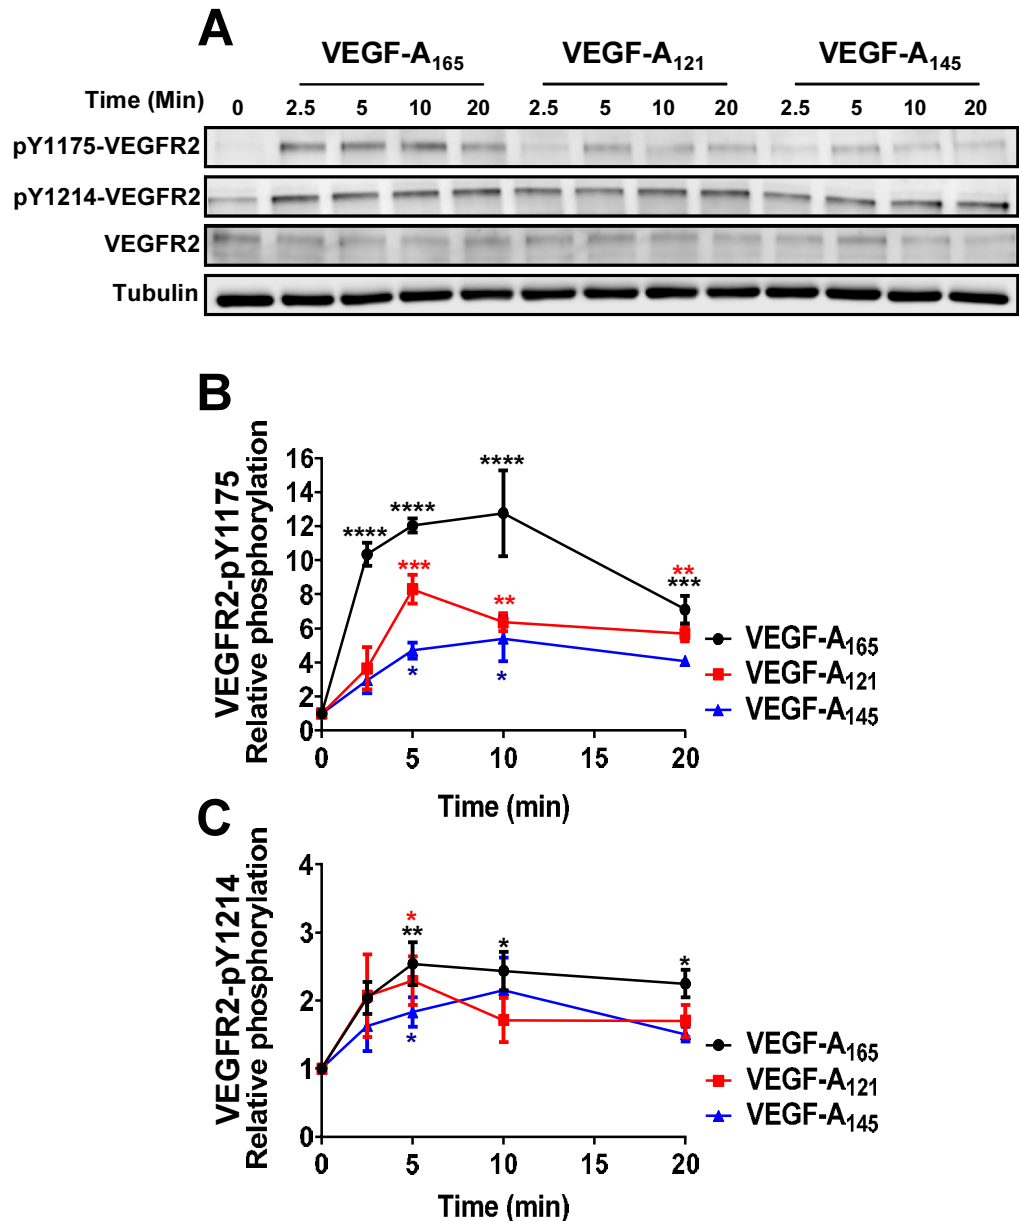 A
VEGF-A165 VEGF-A121 VEGF-A145
Time (Min) 0 2.5 5 10 20 2.5 5 10 20 2.5 5 10 20
pY1175-VEGFR2
pY1214-VEGFR2
VEGFR2
Tubulin
B
VEGFR2-pY1175
Relative phosphorylation
16
14
12
10
8
6
4
2
0
0 5 10 15 20
Time (min)
**** **** ****
*** ** **
***
* *
VEGF-A165
VEGF-A121
VEGF-A145
C
VEGFR2-pY1214
Relative phosphorylation
4
3
2
1
0
0 5 10 15 20
Time (min)
*
** * *
*
VEGF-A165
VEGF-A121
VEGF-A145